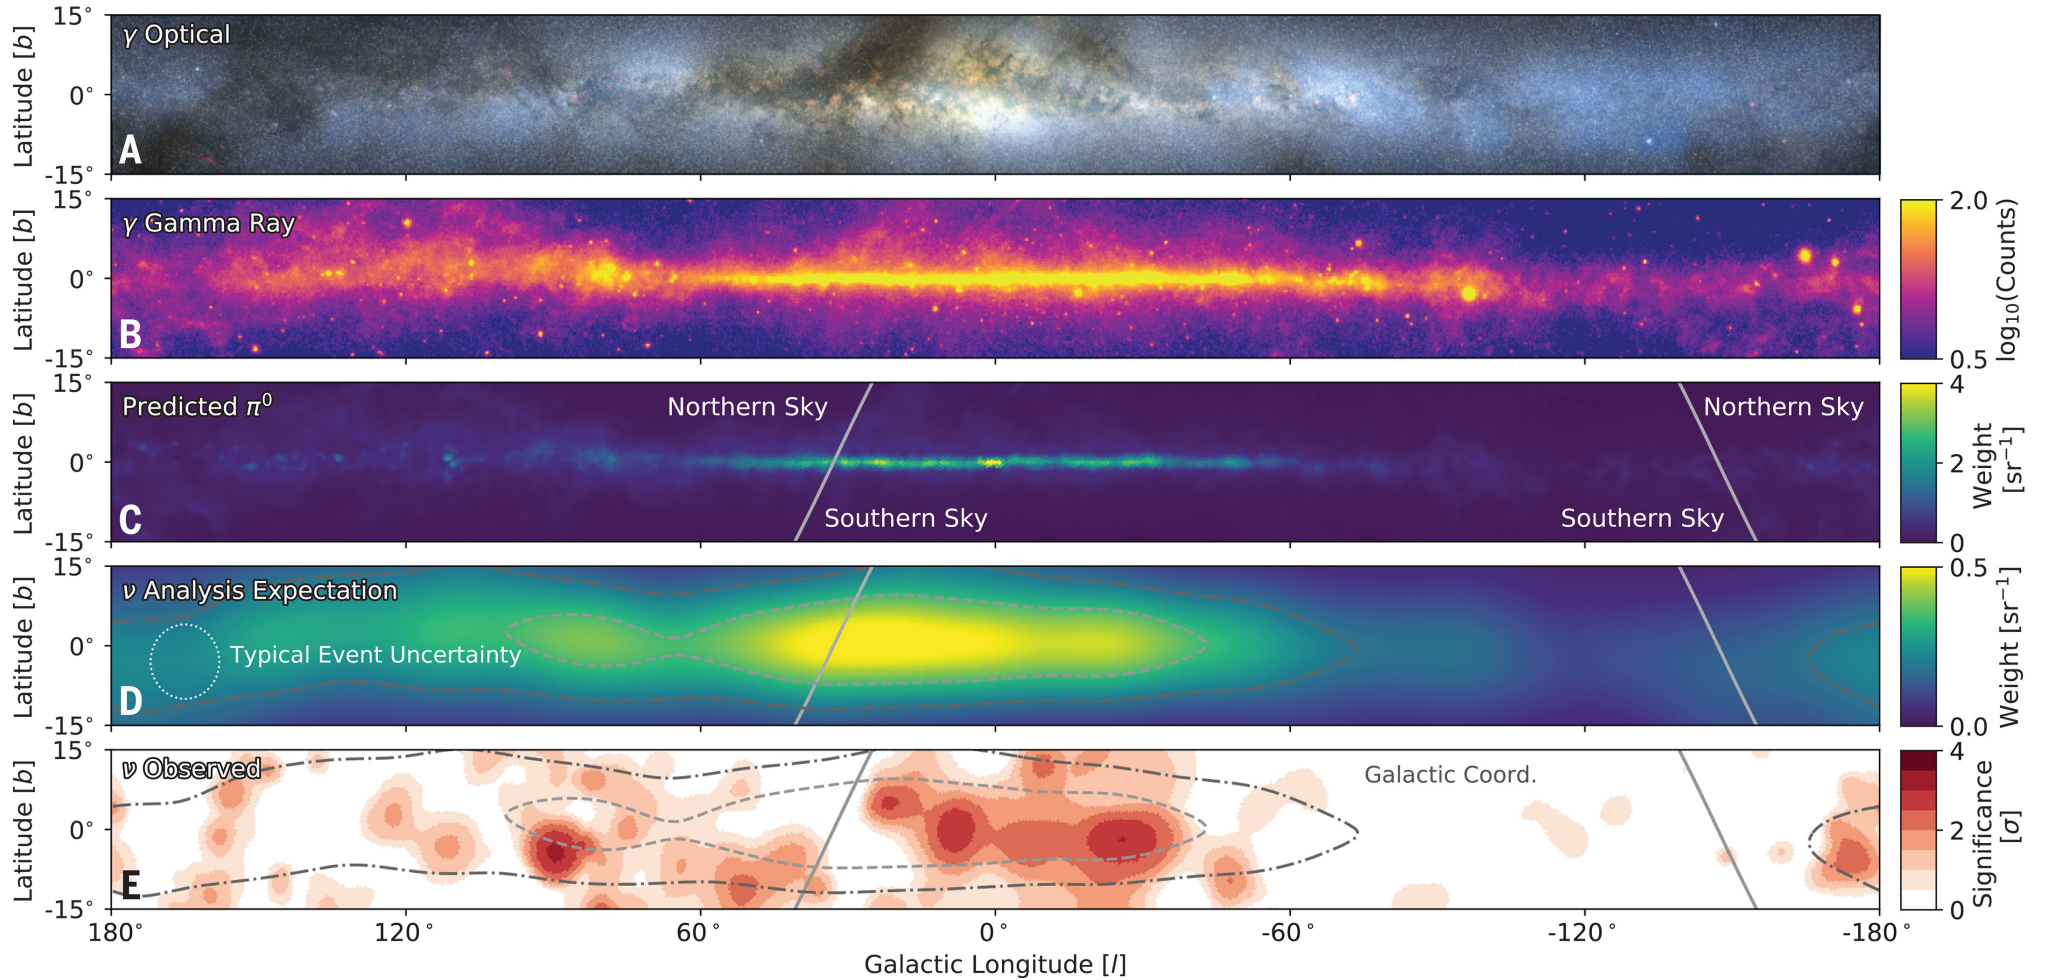 15°
γ Optical
Latitude [b]
0°
A
-15°
15°
γ Gamma Ray
2.0
Latitude [b]
0°
log₁₀(Counts)
B
-15°
0.5
15°
4
Predicted π⁰
Northern Sky
Northern Sky
Latitude [b]
0°
2
Weight
[sr⁻¹]
C
Southern Sky
Southern Sky
-15°
0
15°
0.5
ν Analysis Expectation
Latitude [b]
0°
Typical Event Uncertainty
Weight [sr⁻¹]
D
-15°
0.0
15°
4
ν Observed
Galactic Coord.
Latitude [b]
0°
2
Significance
[σ]
E
-15°
0
180° 120° 60° 0° -60° -120° -180°
Galactic Longitude [l]